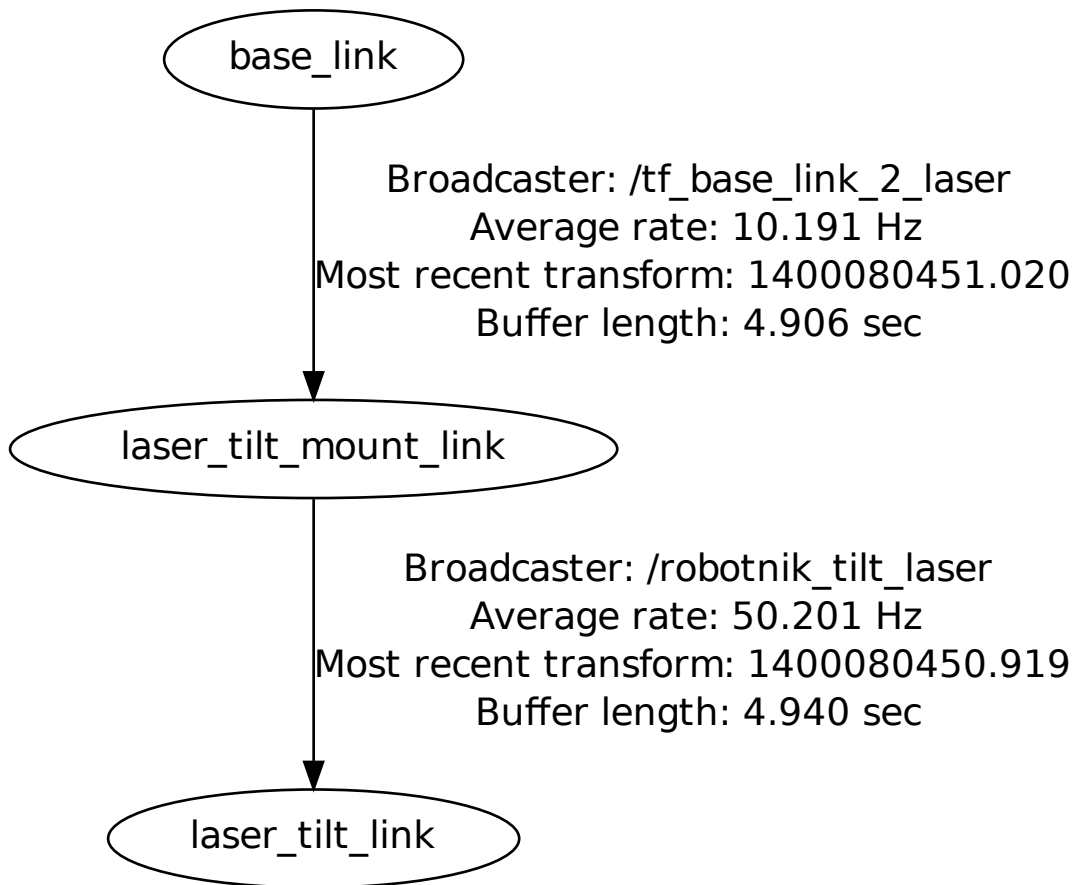 base_link
Broadcaster: /tf_base_link_2_laser
Average rate: 10.191 Hz
Most recent transform: 1400080451.020
Buffer length: 4.906 sec
laser_tilt_mount_link
Broadcaster: /robotnik_tilt_laser
Average rate: 50.201 Hz
Most recent transform: 1400080450.919
Buffer length: 4.940 sec
laser_tilt_link